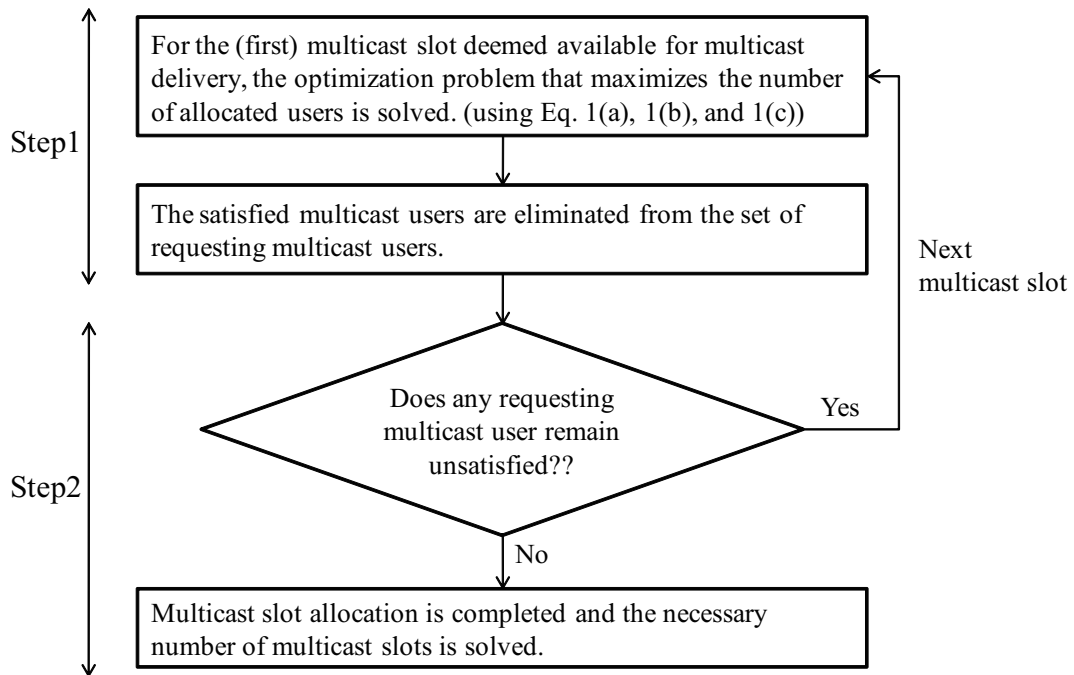 For the (first) multicast slot deemed available for multicast
delivery, the optimization problem that maximizes the number
of allocated users is solved. (using Eq. 1(a), 1(b), and 1(c))
Step1
The satisfied multicast users are eliminated from the set of
requesting multicast users.
Next
multicast slot
Does any requesting
multicast user remain
unsatisfied??
Yes
Step2
No
Multicast slot allocation is completed and the necessary
number of multicast slots is solved.